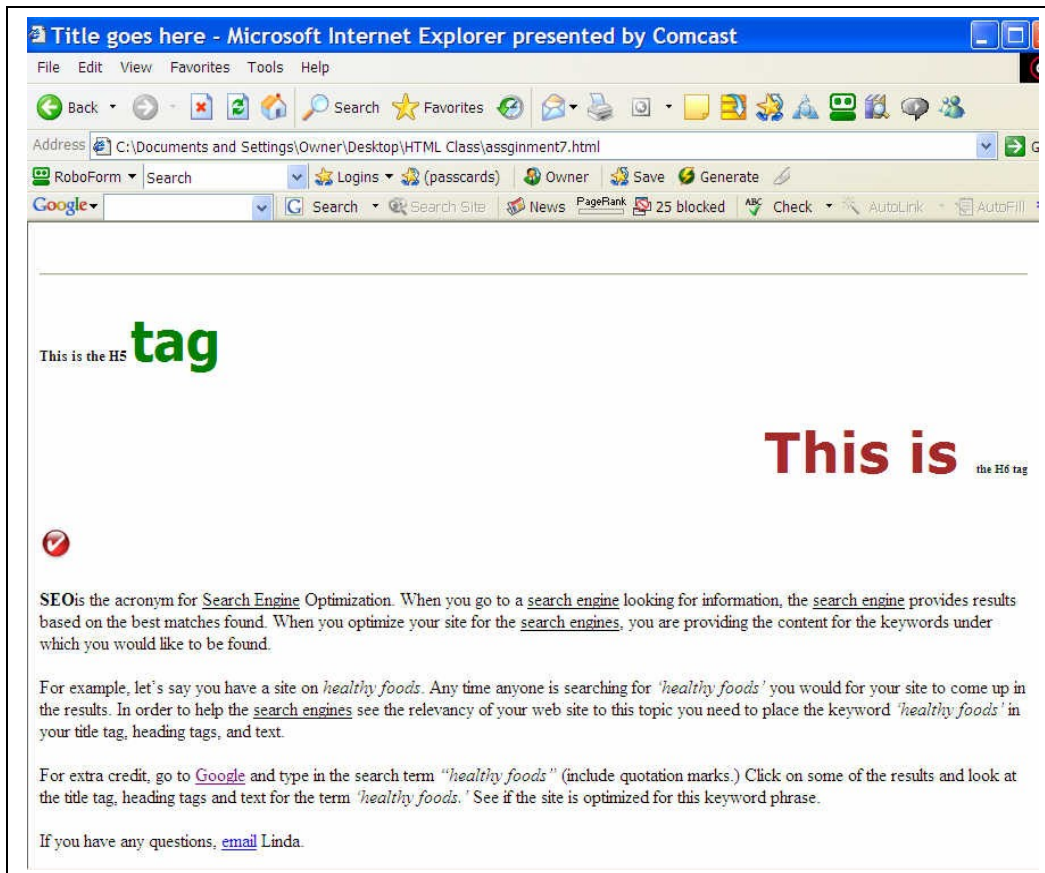 Title goes here - Microsoft Internet Explorer presented by Comcast
File Edit View Favorites Tools Help
Back Search Favorites
Address C:\Documents and Settings\Owner\Desktop\HTML Class\assginment7.html G
RoboForm Search Logins (passcards) Owner Save Generate
Google G Search Search Site News PageRank 25 blocked ABC Check AutoLink AutoFill
This is the H5 tag
This is the H6 tag
SEOis the acronym for Search Engine Optimization. When you go to a search engine looking for information, the search engine provides results
based on the best matches found. When you optimize your site for the search engines, you are providing the content for the keywords under
which you would like to be found.
For example, let’s say you have a site on healthy foods. Any time anyone is searching for ‘healthy foods’ you would for your site to come up in
the results. In order to help the search engines see the relevancy of your web site to this topic you need to place the keyword ‘healthy foods’ in
your title tag, heading tags, and text.
For extra credit, go to Google and type in the search term “healthy foods” (include quotation marks.) Click on some of the results and look at
the title tag, heading tags and text for the term ‘healthy foods.’ See if the site is optimized for this keyword phrase.
If you have any questions, email Linda.